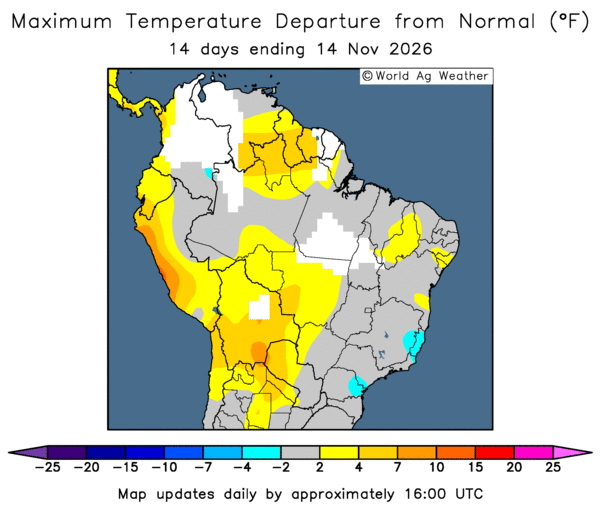 Maximum Temperature Departure from Normal (°F)
14 days ending 14 Nov 2026
©World Ag Weather
-25 -20 -15 -10 -7 -4 -2 2 4 7 10 15 20 25
Map updates daily by approximately 16:00 UTC